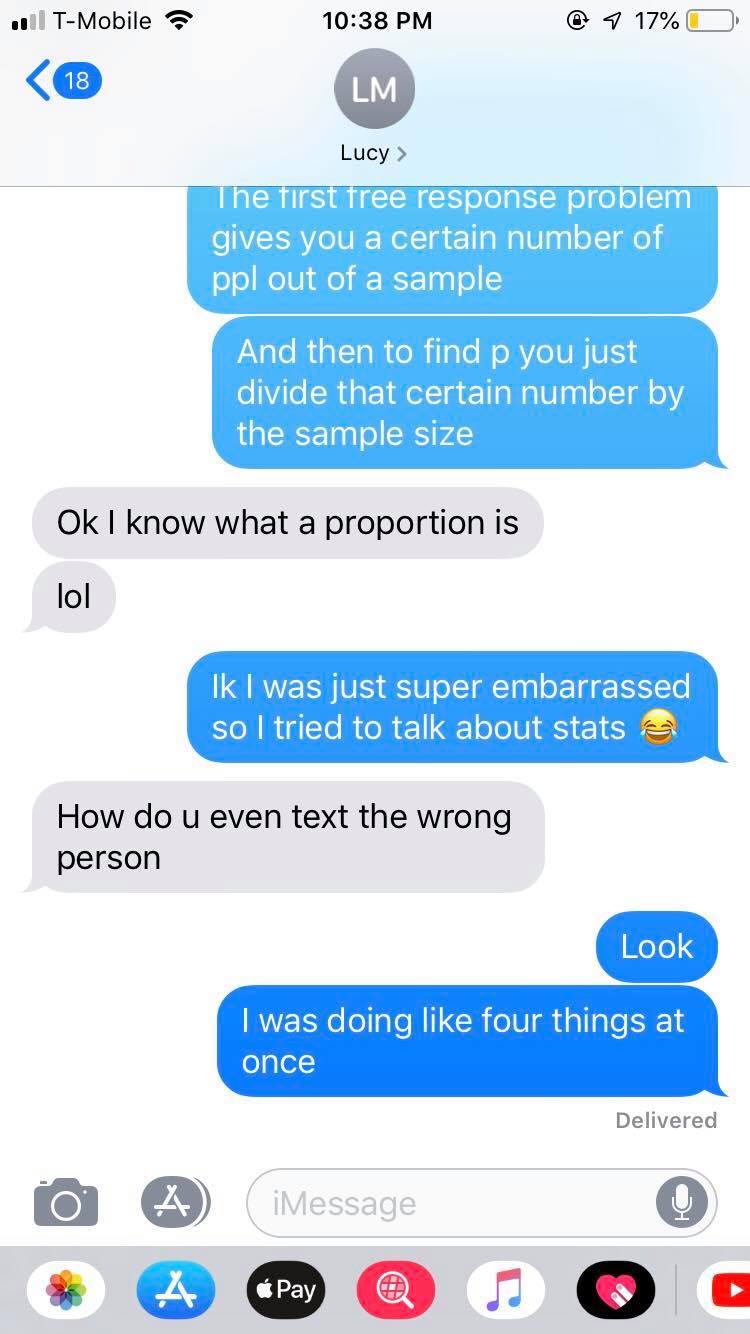 T-Mobile 10:38 PM 17%
18
LM
Lucy
The first free response problem
gives you a certain number of
ppl out of a sample
And then to find p you just
divide that certain number by
the sample size
Ok I know what a proportion is
lol
Ik I was just super embarrassed
so I tried to talk about stats 😂
How do u even text the wrong
person
Look
I was doing like four things at
once
Delivered
iMessage
Pay